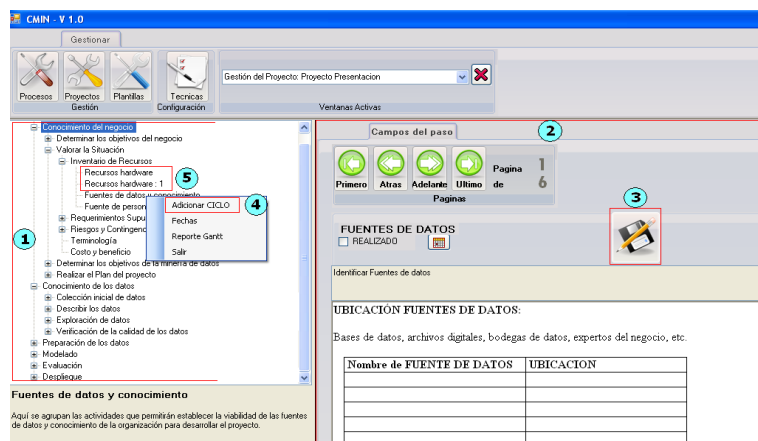 CMIN - V 1.0
Gestionar
Procesos
Proyectos
Plantillas
Tecnicas
Gestión
Configuración
Gestión del Proyecto: Proyecto Presentacion
Ventanas Activas
Conocimiento del negocio
Determinar los objetivos del negocio
Valorar la Situación
Inventario de Recursos
Recursos hardware
Recursos hardware : 1
5
Fuentes de datos y conocimiento
Fuente de person
Requerimientos Supu
Riesgos y Contingenc
Terminología
Costo y beneficio
Determinar los objetivos de la minería de datos
Realizar el Plan del proyecto
Conocimiento de los datos
Colección inicial de datos
Describir los datos
Exploración de datos
Verificación de la calidad de los datos
Preparación de los datos
Modelado
Evaluación
Despliegue
1
Adicionar CICLO
4
Fechas
Reporte Gantt
Salir
Fuentes de datos y conocimiento
Aquí se agrupan las actividades que permitirán establecer la viabilidad de las fuentes
de datos y conocimiento de la organización para desarrollar el proyecto.
Campos del paso
2
Primero
Atras
Adelante
Ultimo
Pagina 1
de 6
Paginas
3
FUENTES DE DATOS
REALIZADO
Identificar Fuentes de datos
UBICACIÓN FUENTES DE DATOS:
Bases de datos, archivos digitales, bodegas de datos, expertos del negocio, etc.
Nombre de FUENTE DE DATOS
UBICACION